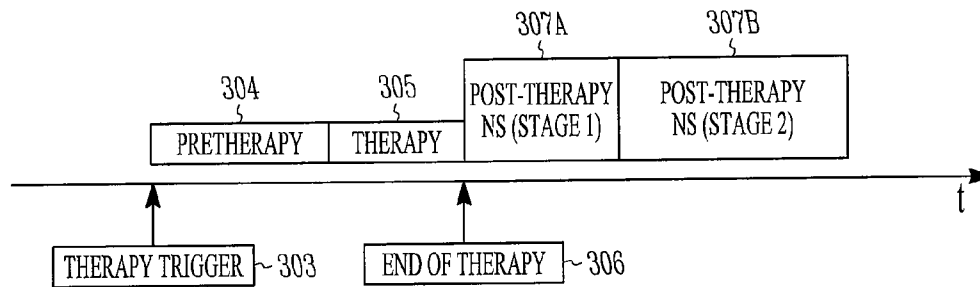 307A
307B
304
305
POST-THERAPY
NS (STAGE 1)
POST-THERAPY
NS (STAGE 2)
PRETHERAPY
THERAPY
t
THERAPY TRIGGER
303
END OF THERAPY
306